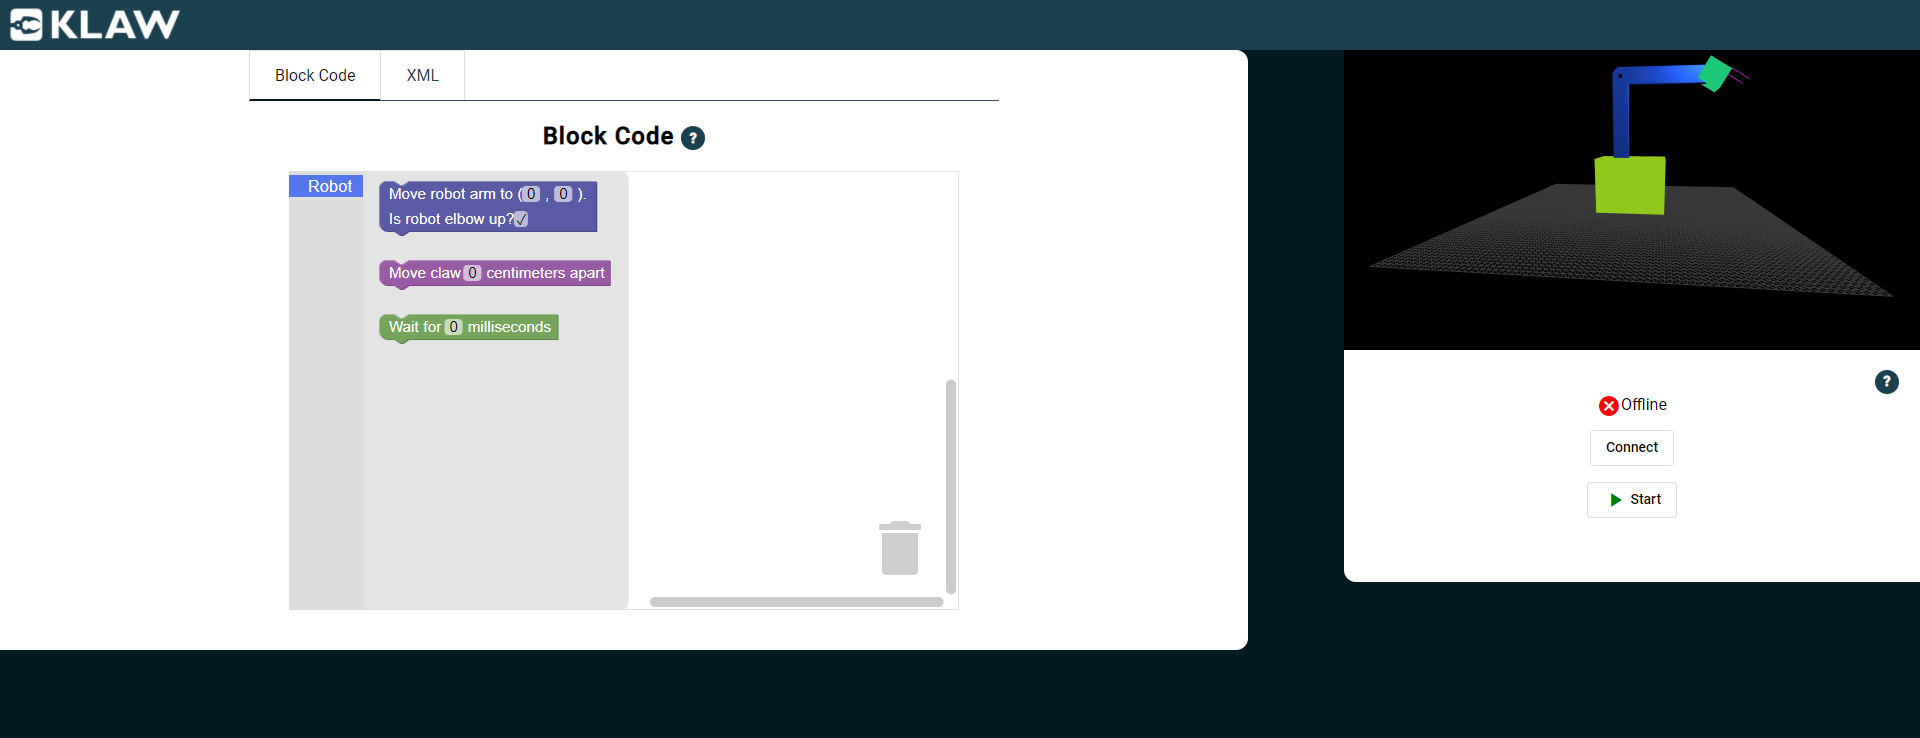 KLAW
Block Code
XML
Block Code ?
Robot
Move robot arm to ( 0 , 0 ).
Is robot elbow up? ✓
Move claw 0 centimeters apart
Wait for 0 milliseconds
?
Offline
Connect
Start